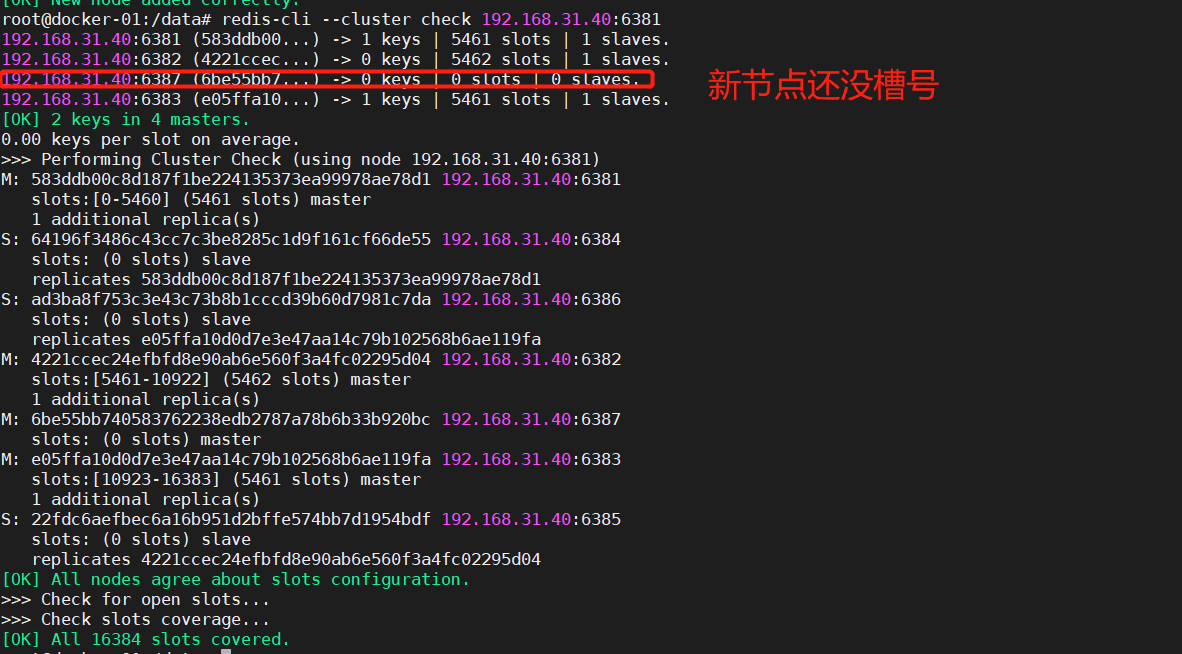 [OK] New node added correctly.
root@docker-01:/data# redis-cli --cluster check 192.168.31.40:6381
192.168.31.40:6381 (583ddb00...) -> 1 keys | 5461 slots | 1 slaves.
192.168.31.40:6382 (4221ccec...) -> 0 keys | 5462 slots | 1 slaves.
192.168.31.40:6387 (6be55bb7...) -> 0 keys | 0 slots | 0 slaves.
新节点还没槽号
192.168.31.40:6383 (e05ffa10...) -> 1 keys | 5461 slots | 1 slaves.
[OK] 2 keys in 4 masters.
0.00 keys per slot on average.
>>> Performing Cluster Check (using node 192.168.31.40:6381)
M: 583ddb00c8d187f1be224135373ea99978ae78d1 192.168.31.40:6381
slots:[0-5460] (5461 slots) master
1 additional replica(s)
S: 64196f3486c43cc7c3be8285c1d9f161cf66de55 192.168.31.40:6384
slots: (0 slots) slave
replicates 583ddb00c8d187f1be224135373ea99978ae78d1
S: ad3ba8f753c3e43c73b8b1cccd39b60d7981c7da 192.168.31.40:6386
slots: (0 slots) slave
replicates e05ffa10d0d7e3e47aa14c79b102568b6ae119fa
M: 4221ccec24efbfd8e90ab6e560f3a4fc02295d04 192.168.31.40:6382
slots:[5461-10922] (5462 slots) master
1 additional replica(s)
M: 6be55bb740583762238edb2787a78b6b33b920bc 192.168.31.40:6387
slots: (0 slots) master
M: e05ffa10d0d7e3e47aa14c79b102568b6ae119fa 192.168.31.40:6383
slots:[10923-16383] (5461 slots) master
1 additional replica(s)
S: 22fdc6aefbec6a16b951d2bffe574bb7d1954bdf 192.168.31.40:6385
slots: (0 slots) slave
replicates 4221ccec24efbfd8e90ab6e560f3a4fc02295d04
[OK] All nodes agree about slots configuration.
>>> Check for open slots...
>>> Check slots coverage...
[OK] All 16384 slots covered.